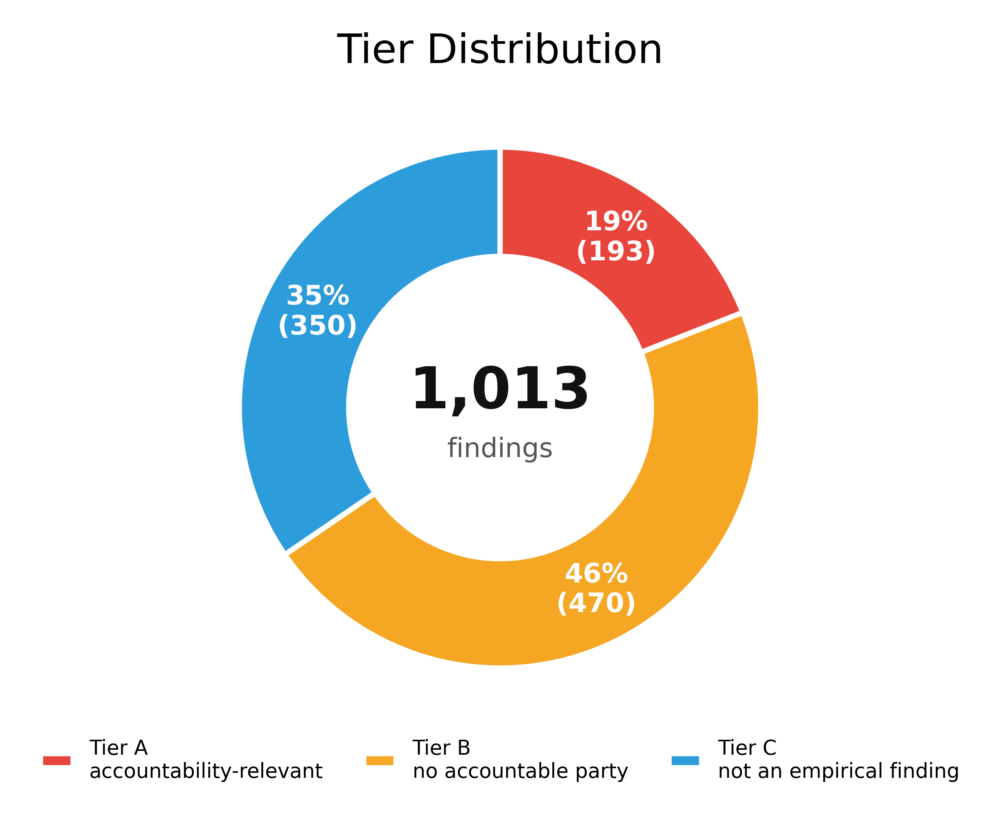 Tier Distribution
19%
(193)
35%
(350)
1,013
findings
46%
(470)
Tier A
accountability-relevant
Tier B
no accountable party
Tier C
not an empirical finding